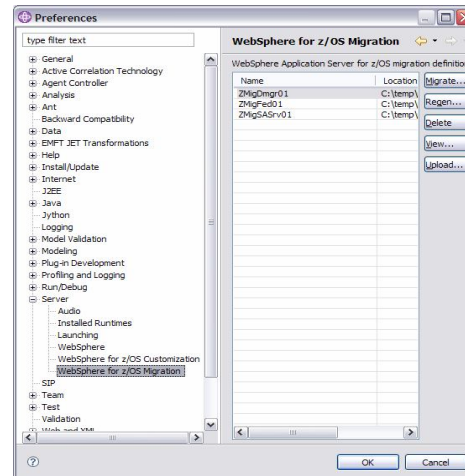 Preferences
type filter text
General
Active Correlation Technology
Agent Controller
Analysis
Ant
Backward Compatibility
Data
EMFT JET Transformations
Help
Install/Update
Internet
J2EE
Java
Jython
Logging
Model Validation
Modeling
Plug-in Development
Profiling and Logging
Run/Debug
Server
Audio
Installed Runtimes
Launching
WebSphere
WebSphere for z/OS Customization
WebSphere for z/OS Migration
SIP
Team
Test
Validation
Web and XML
WebSphere for z/OS Migration
WebSphere Application Server for z/OS migration definition
Name Location
ZMigDmgr01 C:\temp\
ZMigFed01 C:\temp\
ZMigSASrv01 C:\temp\
Migrate...
Regen...
Delete
View...
Upload...
OK Cancel